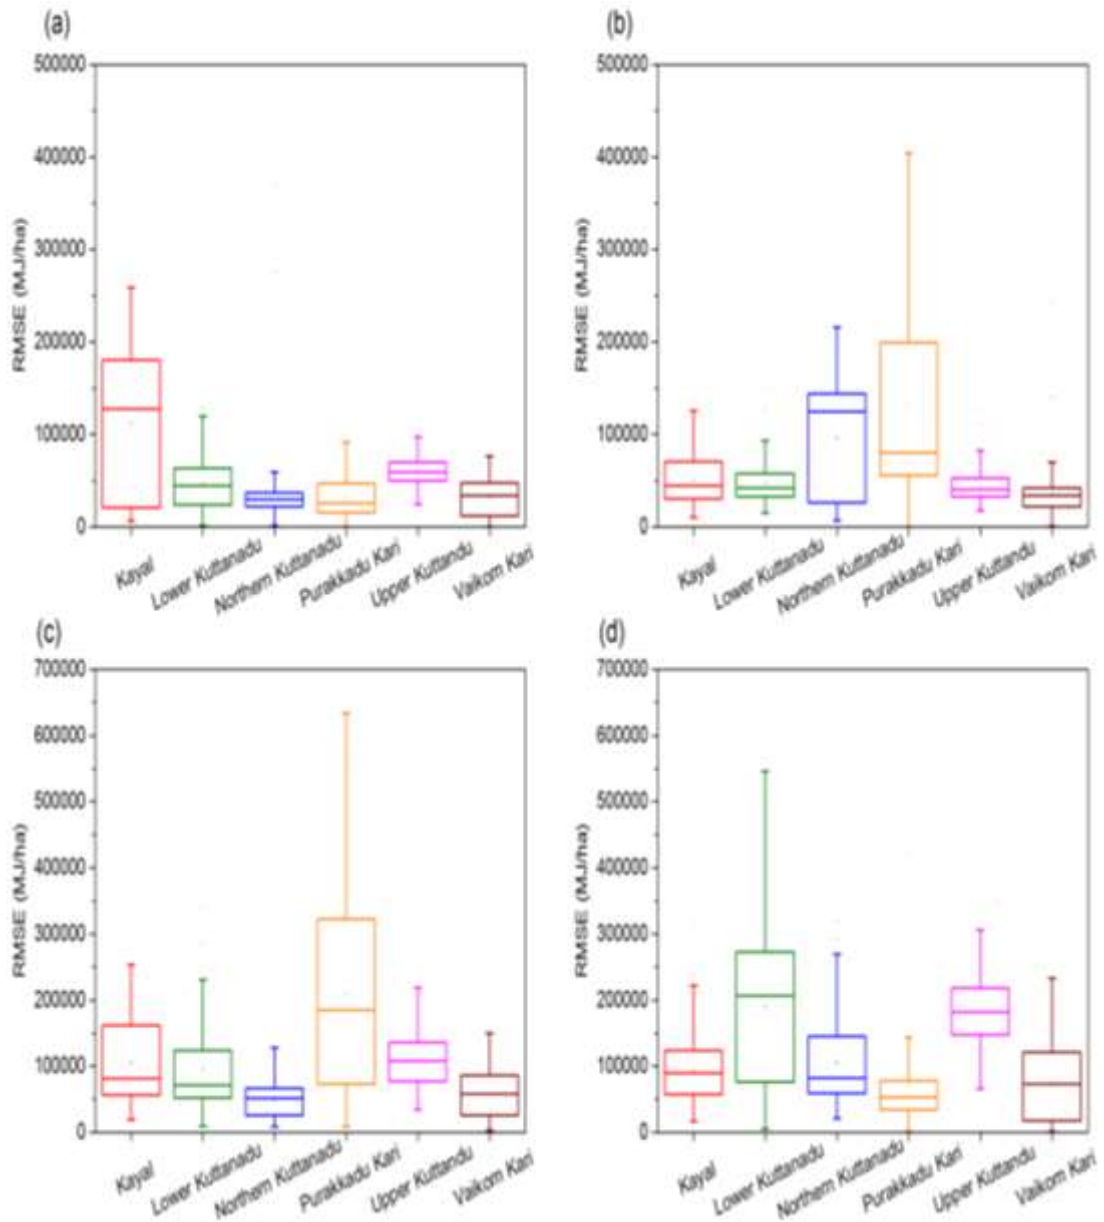 (a)
500000
400000
300000
200000
100000
0
RMSE (MJ/ha)
Kayal
Lower Kuttanadu
Northern Kuttanadu
Purakkadu Kari
Upper Kuttandu
Vaikom Kari
(b)
500000
400000
300000
200000
100000
0
RMSE (MJ/ha)
Kayal
Lower Kuttanadu
Northern Kuttanadu
Purakkadu Kari
Upper Kuttandu
Vaikom Kari
(c)
700000
600000
500000
400000
300000
200000
100000
0
RMSE (MJ/ha)
Kayal
Lower Kuttanadu
Northern Kuttanadu
Purakkadu Kari
Upper Kuttandu
Vaikom Kari
(d)
700000
600000
500000
400000
300000
200000
100000
0
RMSE (MJ/ha)
Kayal
Lower Kuttanadu
Northern Kuttanadu
Purakkadu Kari
Upper Kuttandu
Vaikom Kari